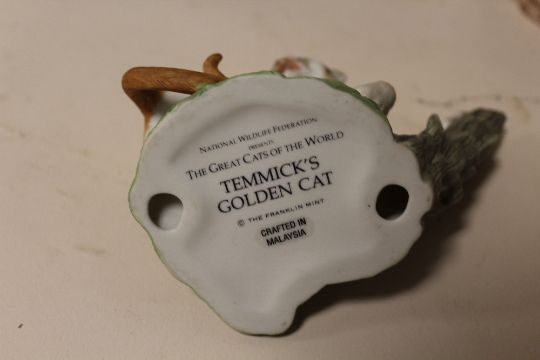 NATIONAL WILDLIFE FEDERATION
PRESENTS
THE GREAT CATS OF THE WORLD
TEMMICK'S
GOLDEN CAT
© THE FRANKLIN MINT
CRAFTED IN
MALAYSIA